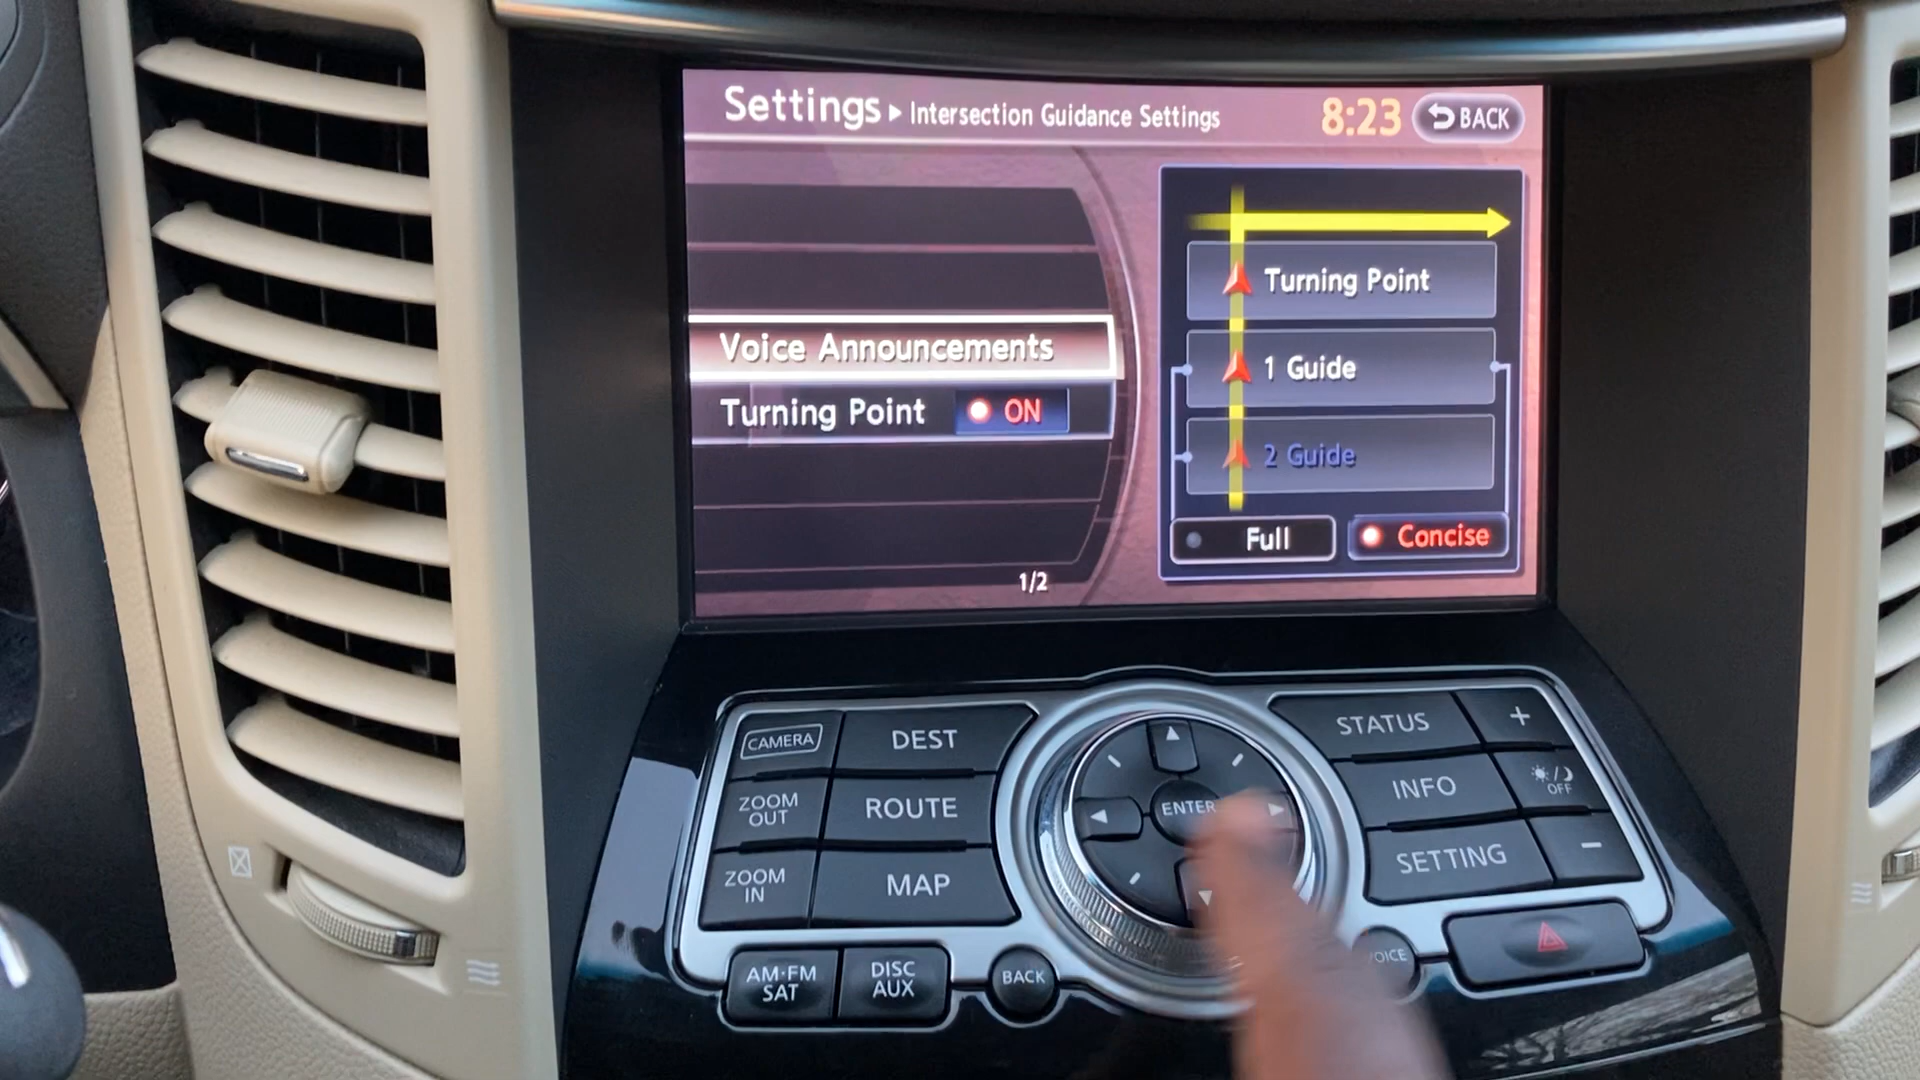 Settings ▶ Intersection Guidance Settings 8:23 BACK
Voice Announcements
Turning Point ON
1/2
Turning Point
1 Guide
2 Guide
Full Concise
CAMERA DEST
ZOOM OUT ROUTE
ZOOM IN MAP
ENTER
STATUS +
INFO OFF
SETTING −
AM·FM SAT
DISC AUX
BACK
VOICE